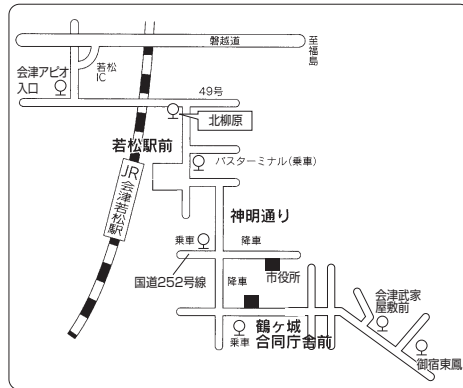 磐越道
至福島
若松
IC
会津アピオ
入口
49号
北柳原
若松駅前
バスターミナル(乗車)
JR会津若松駅
神明通り
乗車
降車
国道252号線
市役所
降車
鶴ヶ城
合同庁舎前
乗車
会津武家
屋敷前
御宿東鳳